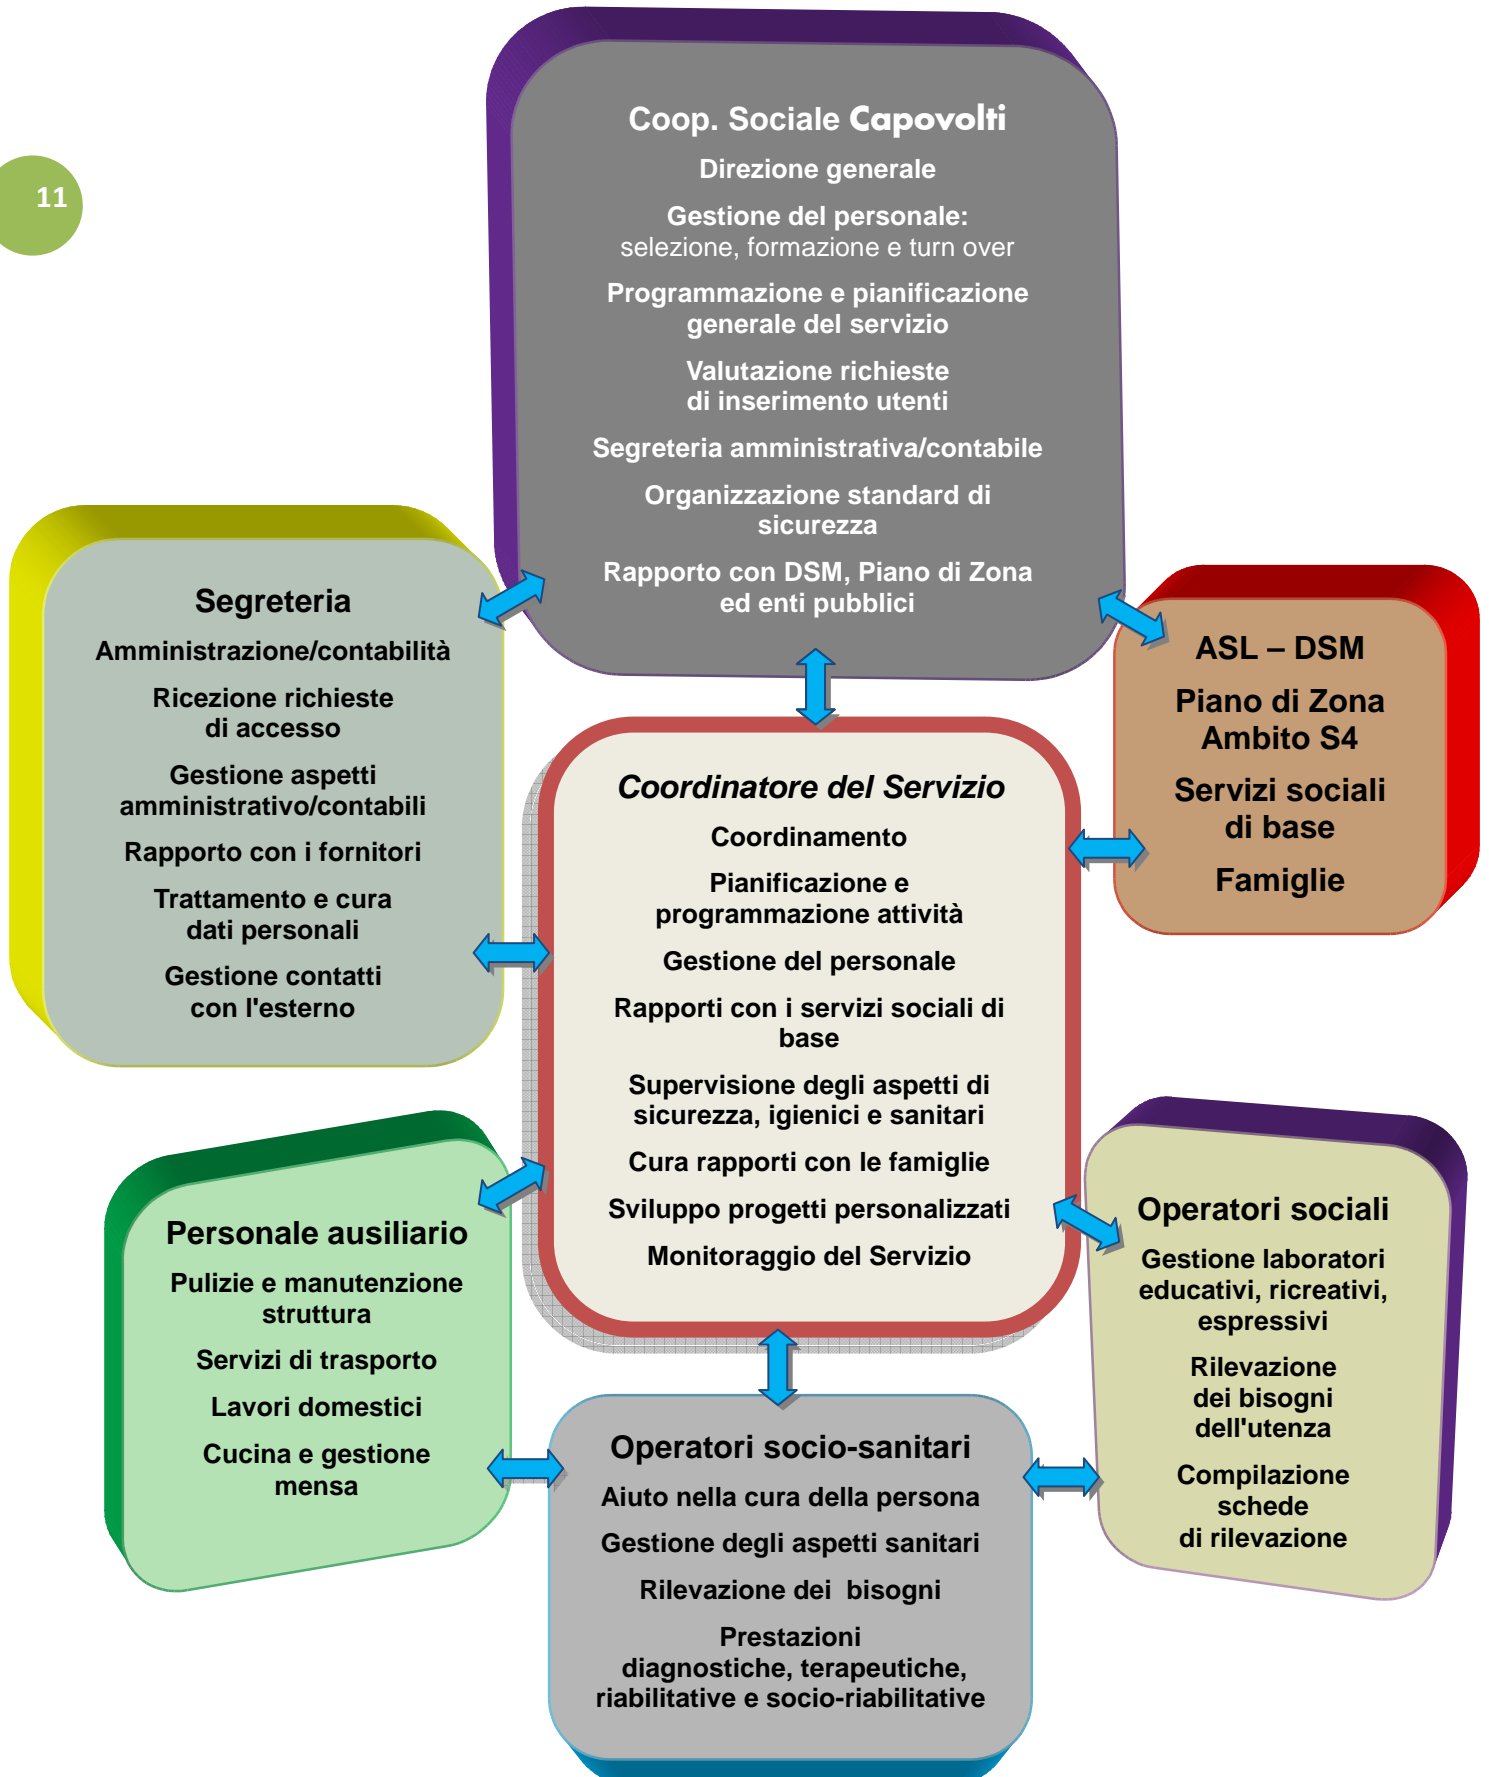 11
Coop. Sociale Capovolti
Direzione generale
Gestione del personale:
selezione, formazione e turn over
Programmazione e pianificazione
generale del servizio
Valutazione richieste
di inserimento utenti
Segreteria amministrativa/contabile
Organizzazione standard di
sicurezza
Rapporto con DSM, Piano di Zona
ed enti pubblici
Segreteria
Amministrazione/contabilità
Ricezione richieste
di accesso
Gestione aspetti
amministrativo/contabili
Rapporto con i fornitori
Trattamento e cura
dati personali
Gestione contatti
con l'esterno
ASL – DSM
Piano di Zona
Ambito S4
Servizi sociali
di base
Famiglie
Coordinatore del Servizio
Coordinamento
Pianificazione e
programmazione attività
Gestione del personale
Rapporti con i servizi sociali di
base
Supervisione degli aspetti di
sicurezza, igienici e sanitari
Cura rapporti con le famiglie
Sviluppo progetti personalizzati
Monitoraggio del Servizio
Personale ausiliario
Pulizie e manutenzione
struttura
Servizi di trasporto
Lavori domestici
Cucina e gestione
mensa
Operatori sociali
Gestione laboratori
educativi, ricreativi,
espressivi
Rilevazione
dei bisogni
dell'utenza
Compilazione
schede
di rilevazione
Operatori socio-sanitari
Aiuto nella cura della persona
Gestione degli aspetti sanitari
Rilevazione dei  bisogni
Prestazioni
diagnostiche, terapeutiche,
riabilitative e socio-riabilitative